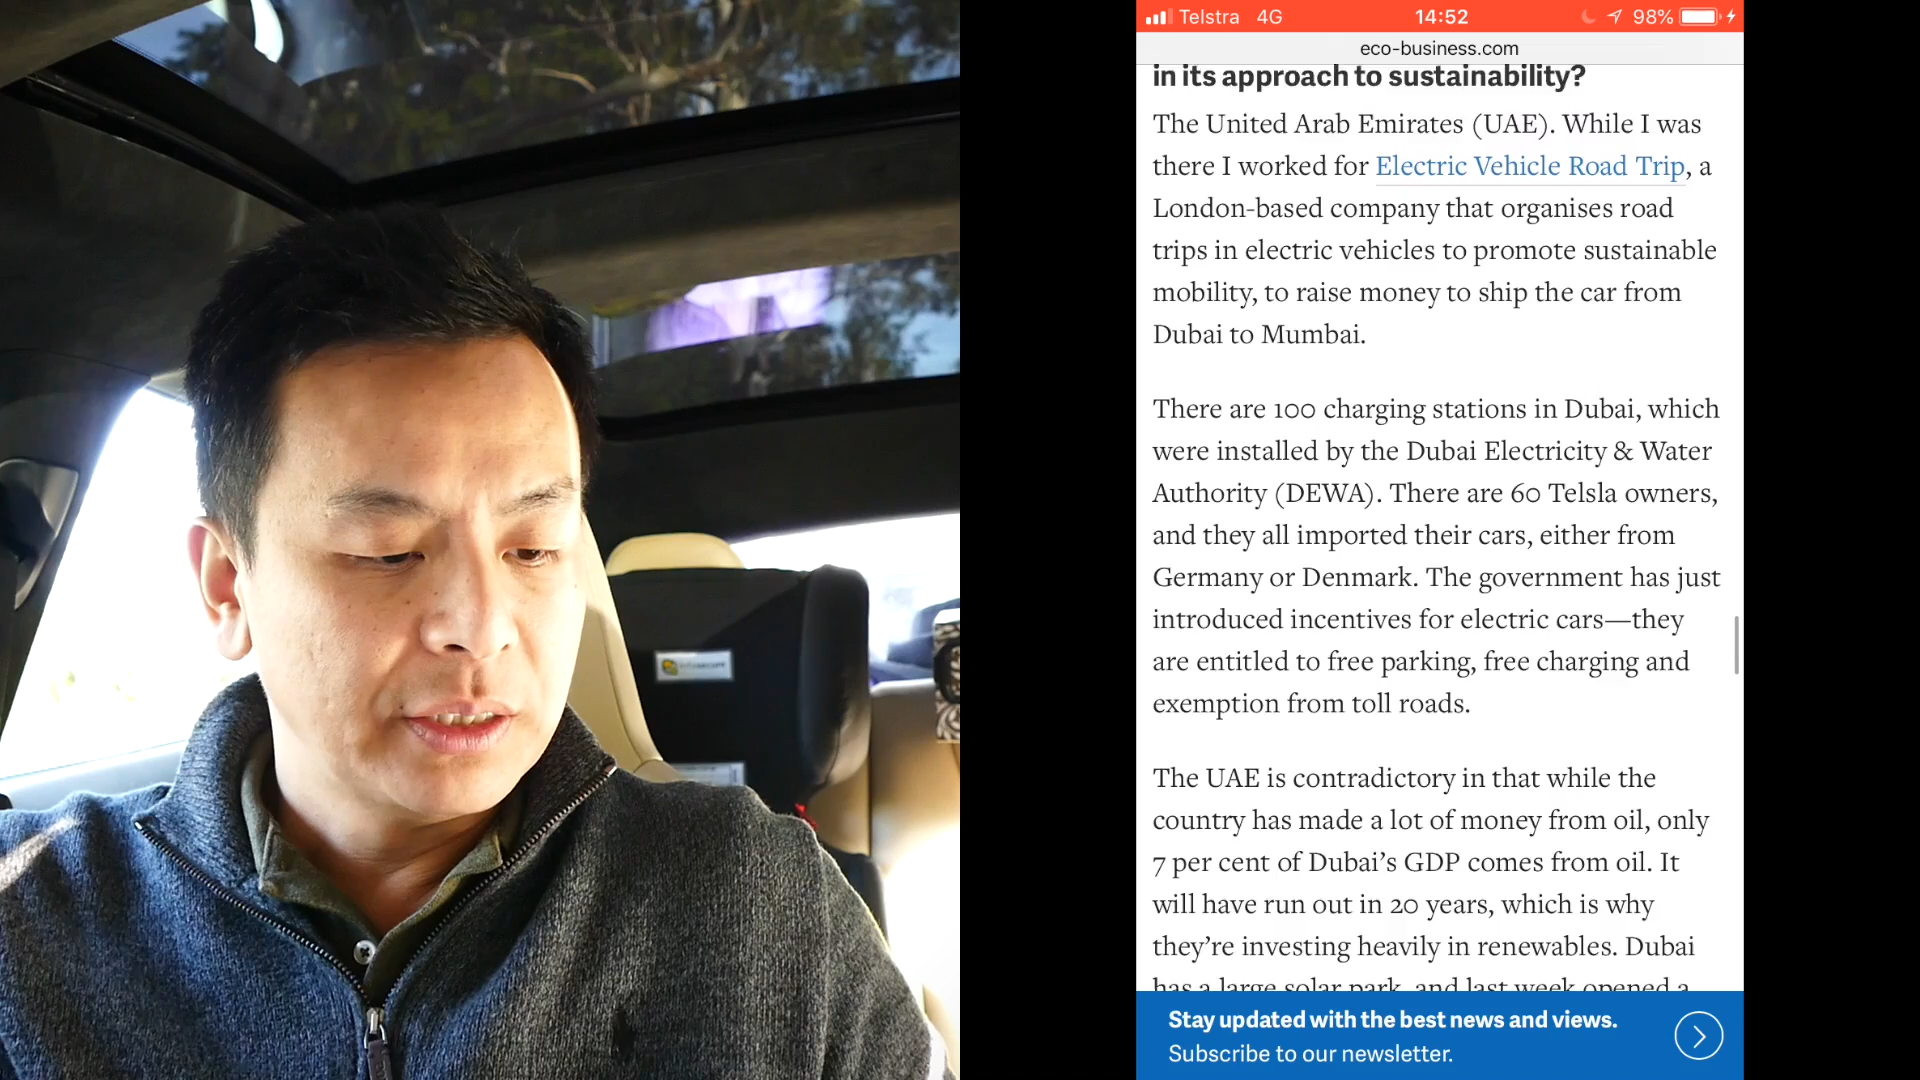 Telstra 4G 14:52 98%
eco-business.com
in its approach to sustainability?
The United Arab Emirates (UAE). While I was
there I worked for Electric Vehicle Road Trip, a
London-based company that organises road
trips in electric vehicles to promote sustainable
mobility, to raise money to ship the car from
Dubai to Mumbai.
There are 100 charging stations in Dubai, which
were installed by the Dubai Electricity & Water
Authority (DEWA). There are 60 Telsla owners,
and they all imported their cars, either from
Germany or Denmark. The government has just
introduced incentives for electric cars—they
are entitled to free parking, free charging and
exemption from toll roads.
The UAE is contradictory in that while the
country has made a lot of money from oil, only
7 per cent of Dubai’s GDP comes from oil. It
will have run out in 20 years, which is why
they’re investing heavily in renewables. Dubai
has a large solar park, and last week opened a
Stay updated with the best news and views.
Subscribe to our newsletter.